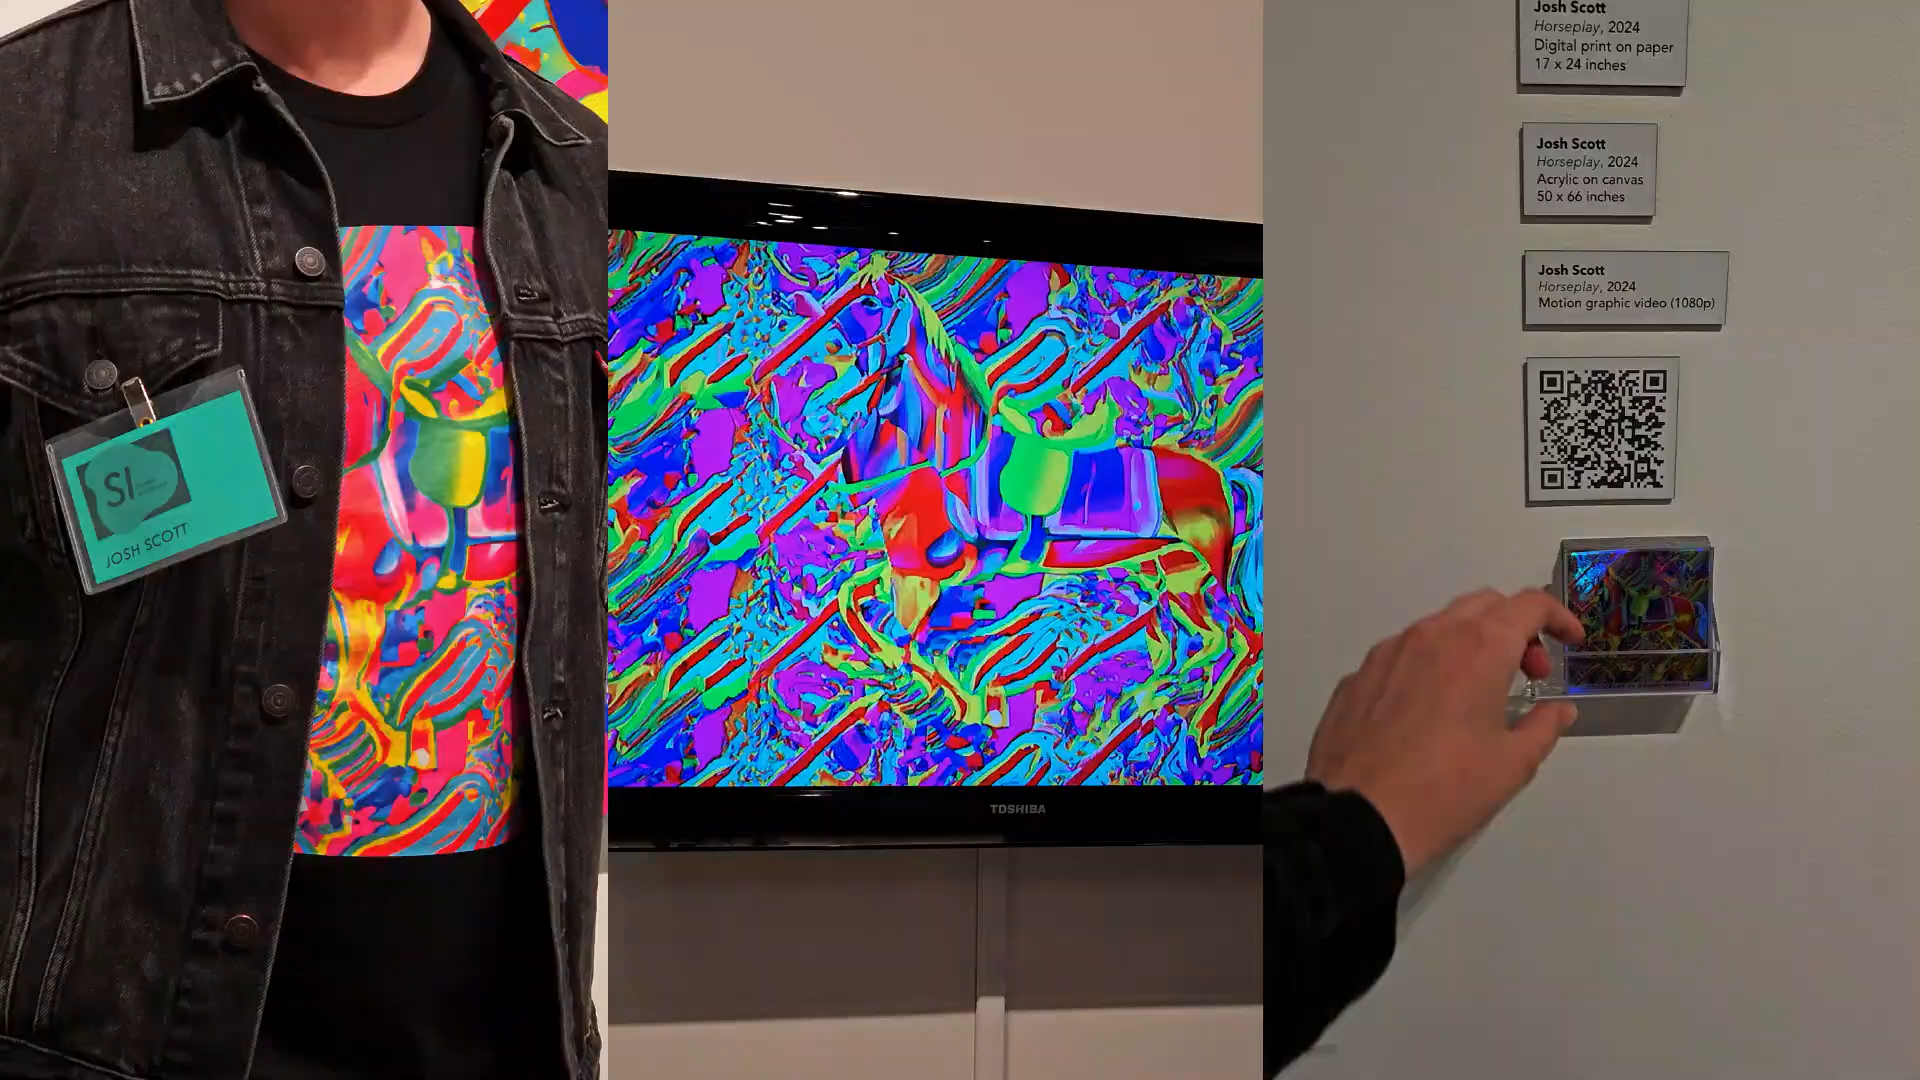 SI
JOSH SCOTT
TOSHIBA
Josh Scott
Horseplay, 2024
Digital print on paper
17 x 24 inches
Josh Scott
Horseplay, 2024
Acrylic on canvas
50 x 66 inches
Josh Scott
Horseplay, 2024
Motion graphic video (1080p)